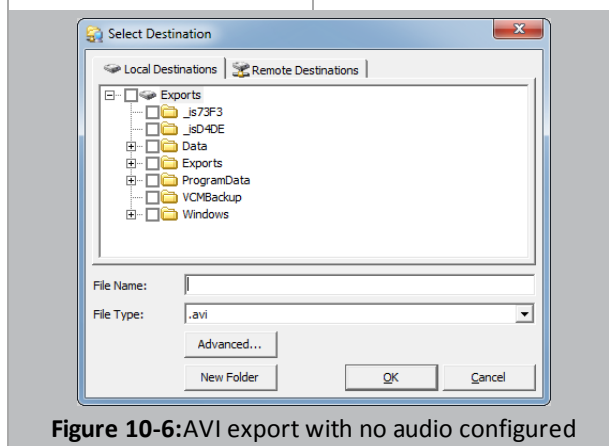 Select Destination
Local Destinations Remote Destinations
Exports
_is73F3
_isD4DE
Data
Exports
ProgramData
VCMBackup
Windows
File Name:
File Type: .avi
Advanced...
New Folder OK Cancel
Figure 10-6:AVI export with no audio configured